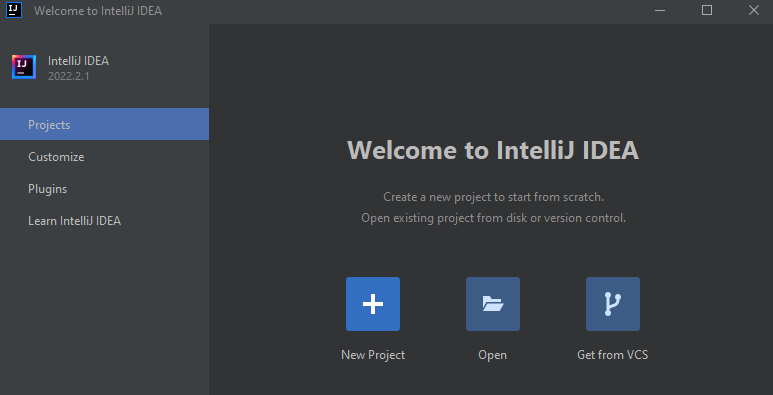 Welcome to IntelliJ IDEA
IntelliJ IDEA
2022.2.1
Projects
Customize
Plugins
Learn IntelliJ IDEA
Welcome to IntelliJ IDEA
Create a new project to start from scratch.
Open existing project from disk or version control.
New Project
Open
Get from VCS